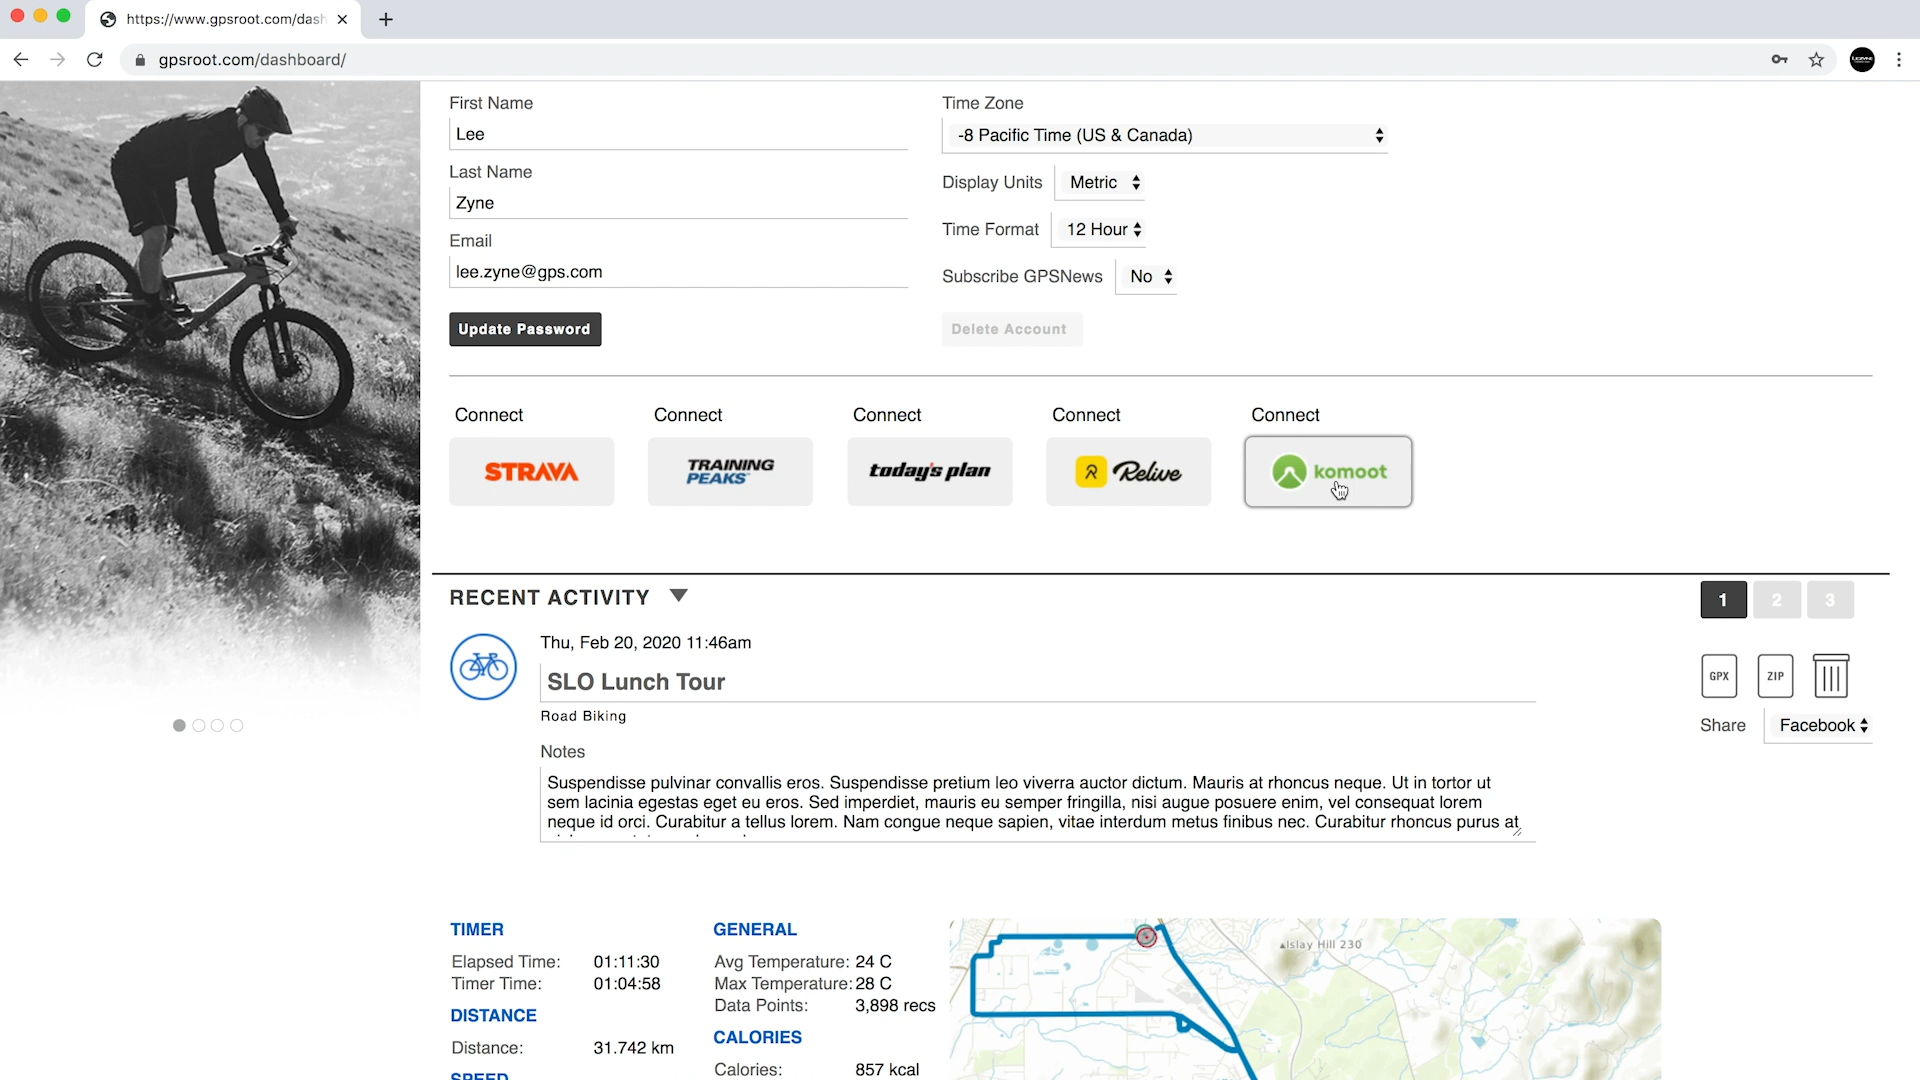 https://www.gpsroot.com/dash
gpsroot.com/dashboard/
First Name
Lee
Last Name
Zyne
Email
lee.zyne@gps.com
Update Password
Time Zone
-8 Pacific Time (US & Canada)
Display Units Metric
Time Format 12 Hour
Subscribe GPSNews No
Delete Account
Connect Connect Connect Connect Connect
STRAVA
TRAINING
PEAKS
today's plan
Relive
komoot
RECENT ACTIVITY
1 2 3
Thu, Feb 20, 2020 11:46am
SLO Lunch Tour
Road Biking
GPX ZIP
Share Facebook
Notes
Suspendisse pulvinar convallis eros. Suspendisse pretium leo viverra auctor dictum. Mauris at rhoncus neque. Ut in tortor ut
sem lacinia egestas eget eu eros. Sed imperdiet, mauris eu semper fringilla, nisi augue posuere enim, vel consequat lorem
neque id orci. Curabitur a tellus lorem. Nam congue neque sapien, vitae interdum metus finibus nec. Curabitur rhoncus purus at
TIMER
Elapsed Time: 01:11:30
Timer Time: 01:04:58
DISTANCE
Distance: 31.742 km
SPEED
GENERAL
Avg Temperature: 24 C
Max Temperature: 28 C
Data Points: 3,898 recs
CALORIES
Calories: 857 kcal
Islay Hill 230